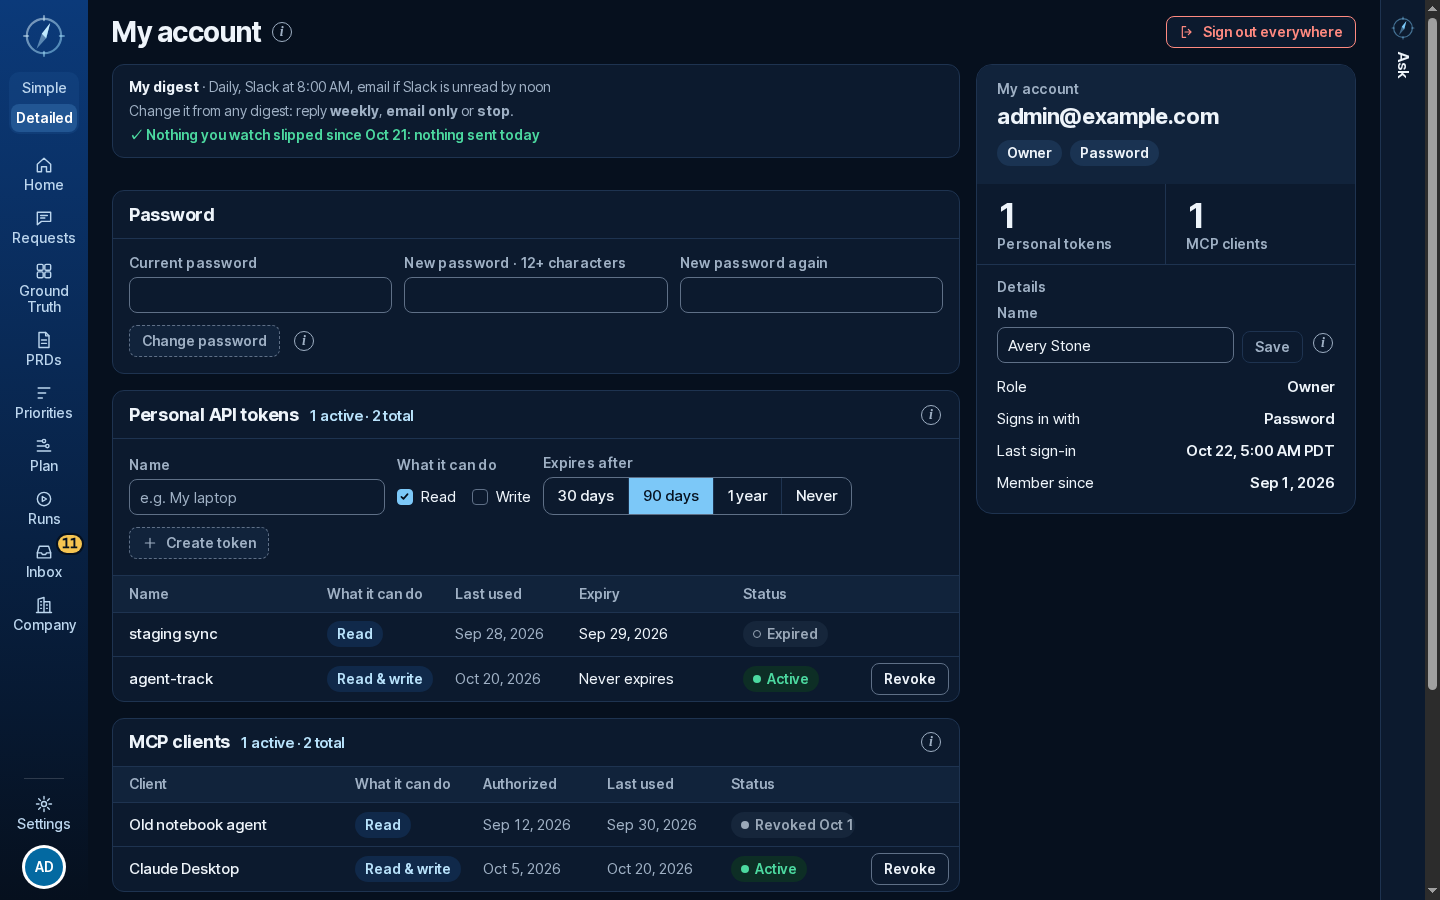 Simple
Detailed
Home
Requests
Ground
Truth
PRDs
Priorities
Plan
Runs
11
Inbox
Company
Settings
AD
My account i
Sign out everywhere
My digest · Daily, Slack at 8:00 AM, email if Slack is unread by noon
Change it from any digest: reply weekly, email only or stop.
✓ Nothing you watch slipped since Oct 21: nothing sent today
Password
Current password New password · 12+ characters New password again
Change password i
Personal API tokens 1 active · 2 total i
Name What it can do Expires after
e.g. My laptop Read Write 30 days 90 days 1 year Never
+ Create token
Name What it can do Last used Expiry Status
staging sync Read Sep 28, 2026 Sep 29, 2026 Expired
agent-track Read & write Oct 20, 2026 Never expires Active Revoke
MCP clients 1 active · 2 total i
Client What it can do Authorized Last used Status
Old notebook agent Read Sep 12, 2026 Sep 30, 2026 Revoked Oct 1
Claude Desktop Read & write Oct 5, 2026 Oct 20, 2026 Active Revoke
My account
admin@example.com
Owner Password
1 1
Personal tokens MCP clients
Details
Name
Avery Stone Save i
Role Owner
Signs in with Password
Last sign-in Oct 22, 5:00 AM PDT
Member since Sep 1, 2026
Ask